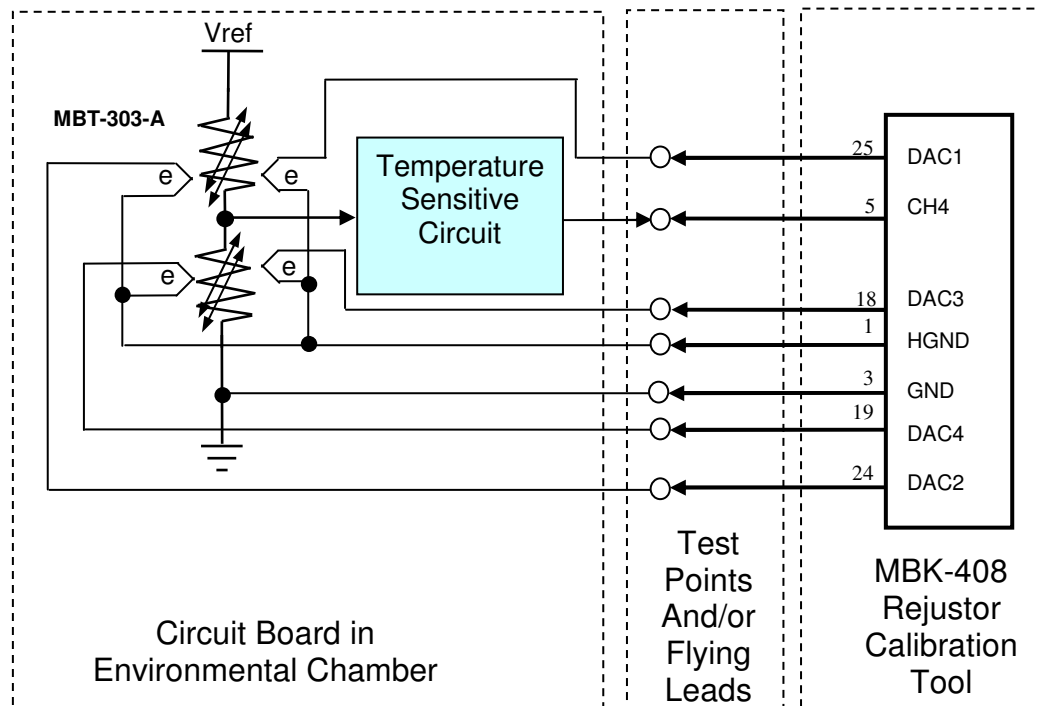 Vref
MBT-303-A
e
e
e
e
Temperature
Sensitive
Circuit
25
DAC1
5
CH4
18
DAC3
1
HGND
3
GND
19
DAC4
24
DAC2
Circuit Board in
Environmental Chamber
Test
Points
And/or
Flying
Leads
MBK-408
Rejustor
Calibration
Tool